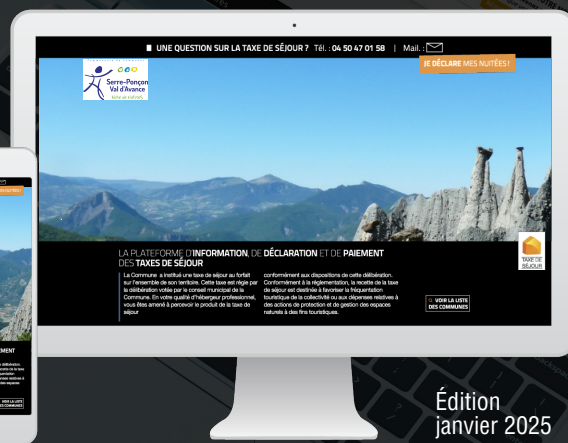 UNE QUESTION SUR LA TAXE DE SÉJOUR ? Tél. : 04 50 47 01 58 | Mail. :
JE DÉCLARE MES NUITÉES !
Serre-Ponçon
Val d'Avance
LA PLATEFORME D'INFORMATION, DE DÉCLARATION ET DE PAIEMENT
DES TAXES DE SÉJOUR
La Commune a institué une taxe de séjour au forfait
sur l'ensemble de son territoire. Cette taxe est régie par
la délibération votée par le conseil municipal de la
Commune. En votre qualité d'hébergeur professionnel,
vous êtes amené à percevoir le produit de la taxe de
séjour
conformément aux dispositions de cette délibération.
Conformément à la réglementation, la recette de la taxe
de séjour est destinée à favoriser la fréquentation
touristique de la collectivité ou aux dépenses relatives à
des actions de protection et de gestion des espaces
naturels à des fins touristiques.
TAXE DE
SÉJOUR
VOIR LA LISTE
DES COMMUNES
EMENT
VOIR LA LISTE
DES COMMUNES
Édition
janvier 2025